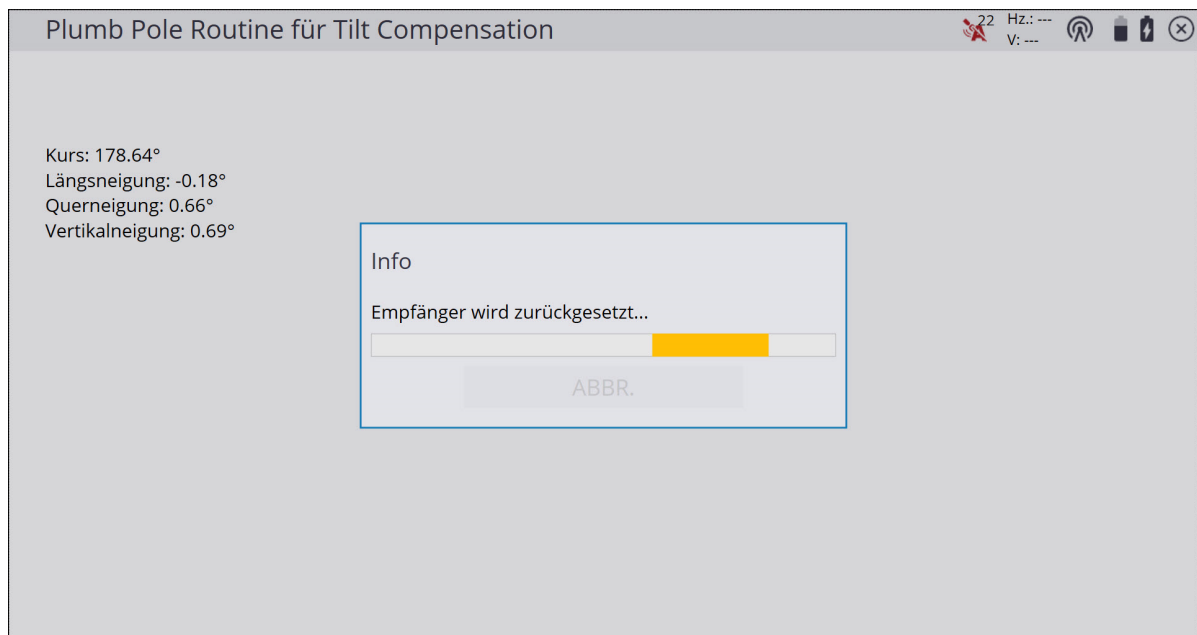 Plumb Pole Routine für Tilt Compensation
22
Hz.: ---
V: ---
Kurs: 178.64°
Längsneigung: -0.18°
Querneigung: 0.66°
Vertikalneigung: 0.69°
Info
Empfänger wird zurückgesetzt...
ABBR.